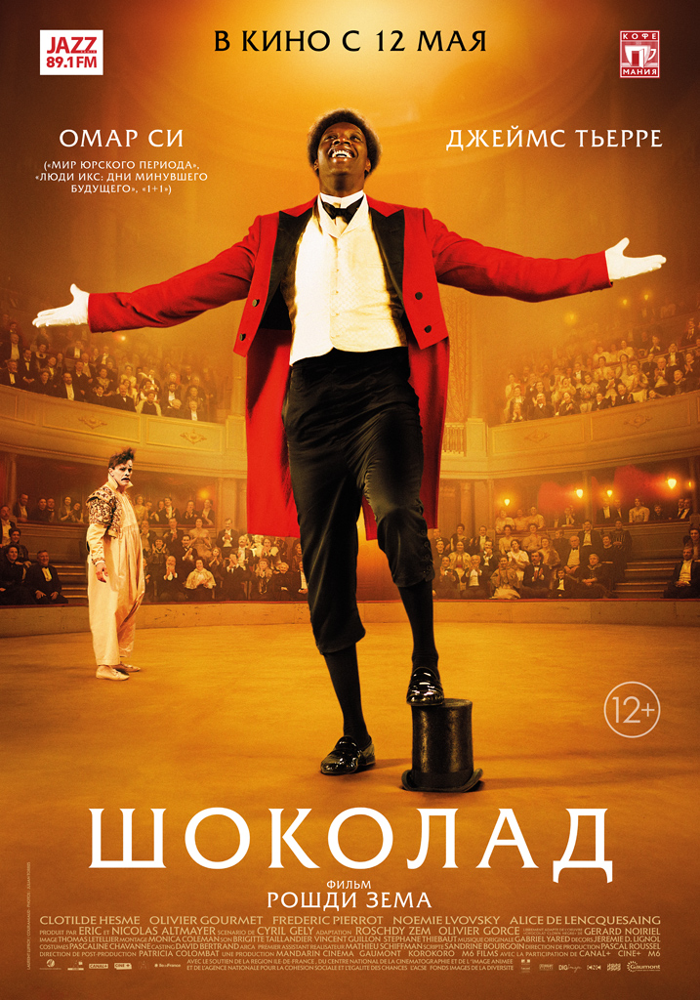 JAZZ
RADIO
89.1 FM
В КИНО С 12 МАЯ
КОФЕ
МАНИЯ
ОМАР СИ
(«МИР ЮРСКОГО ПЕРИОДА»,
«ЛЮДИ ИКС: ДНИ МИНУВШЕГО
БУДУЩЕГО», «1+1»)
ДЖЕЙМС ТЬЕРРЕ
12+
ШОКОЛАД
ФИЛЬМ
РОШДИ ЗЕМА
CLOTILDE HESME OLIVIER GOURMET FREDERIC PIERROT NOEMIE LVOVSKY ALICE DE LENCQUESAING
PRODUIT PAR ERIC ET NICOLAS ALTMAYER SCENARIO DE CYRIL GELY ADAPTATION ROSCHDY ZEM OLIVIER GORCE GERARD NOIRIEL
IMAGE THOMAS LETELLIER MONTAGE MONICA COLEMAN SON BRIGITTE TAILLANDIER VINCENT GUILLON STEPHANE THIEBAUT MUSIQUE ORIGINALE GABRIEL YARED DECORS JEREMIE D. LIGNOL
COSTUMES PASCALINE CHAVANNE CASTING DAVID BERTRAND ARCA PREMIER ASSISTANT REALISATEUR MATHIEU SCHIFFMAN SCRIPTE SANDRINE BOURGOIN DIRECTION DE PRODUCTION PASCAL ROUSSEL
DIRECTION DE POST-PRODUCTION PATRICIA COLOMBAT UNE PRODUCTION MANDARIN CINEMA GAUMONT KOROKORO M6 FILMS AVEC LA PARTICIPATION DE CANAL+ CINE+ M6
AVEC LE SOUTIEN DE LA REGION ILE-DE-FRANCE, DU CENTRE NATIONAL DE LA CINEMATOGRAPHIE ET DE L'IMAGE ANIMEE
ET DE L'AGENCE NATIONALE POUR LA COHESION SOCIALE ET L'EGALITE DES CHANCES L'ACSE FONDS IMAGES DE LA DIVERSITE
Gaumont